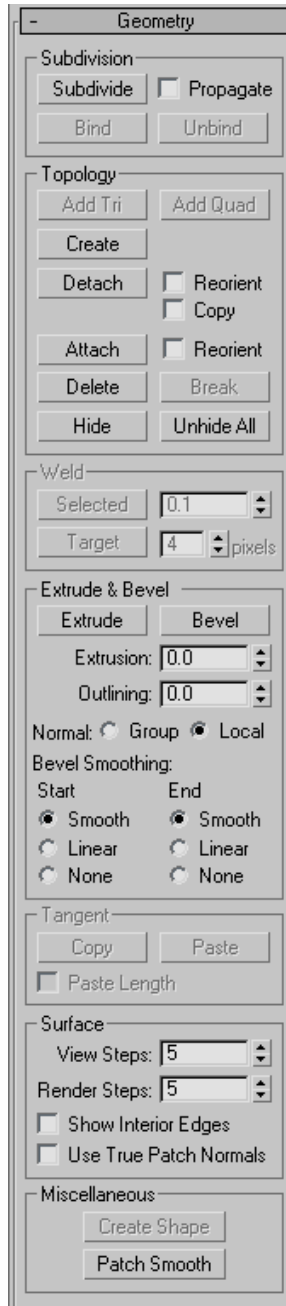 - Geometry
Subdivision
Subdivide Propagate
Bind Unbind
Topology
Add Tri Add Quad
Create
Detach Reorient
Copy
Attach Reorient
Delete Break
Hide Unhide All
Weld
Selected 0.1
Target 4 pixels
Extrude & Bevel
Extrude Bevel
Extrusion: 0.0
Outlining: 0.0
Normal: Group Local
Bevel Smoothing:
Start End
Smooth Smooth
Linear Linear
None None
Tangent
Copy Paste
Paste Length
Surface
View Steps: 5
Render Steps: 5
Show Interior Edges
Use True Patch Normals
Miscellaneous
Create Shape
Patch Smooth